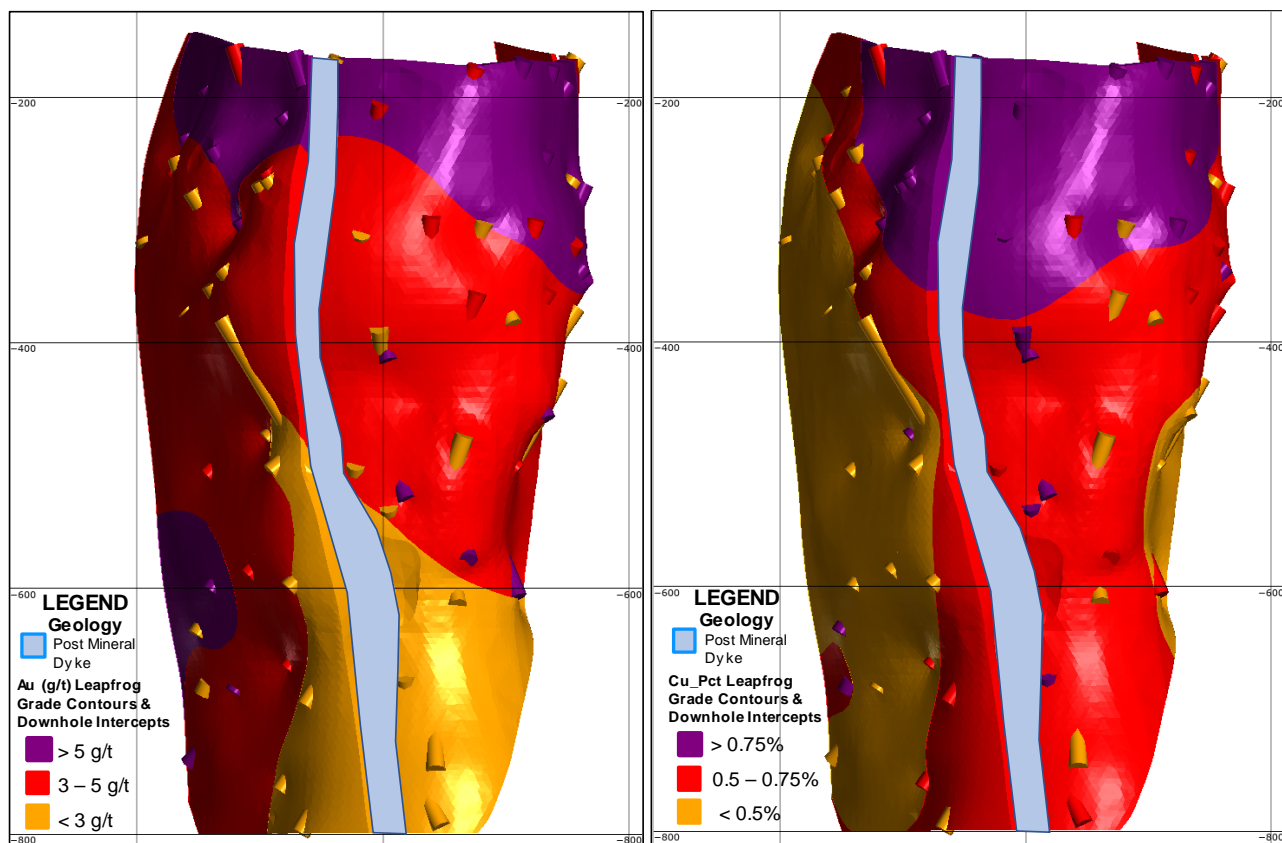 −200
−400
−600
−800
LEGEND
Geology
Post Mineral
Dyke
Au (g/t) Leapfrog
Grade Contours &
Downhole Intercepts
> 5 g/t
3 – 5 g/t
< 3 g/t
−200
−400
−600
−800
−200
−400
−600
−800
LEGEND
Geology
Post Mineral
Dyke
Cu_Pct Leapfrog
Grade Contours &
Downhole Intercepts
> 0.75%
0.5 – 0.75%
< 0.5%
−200
−400
−600
−800